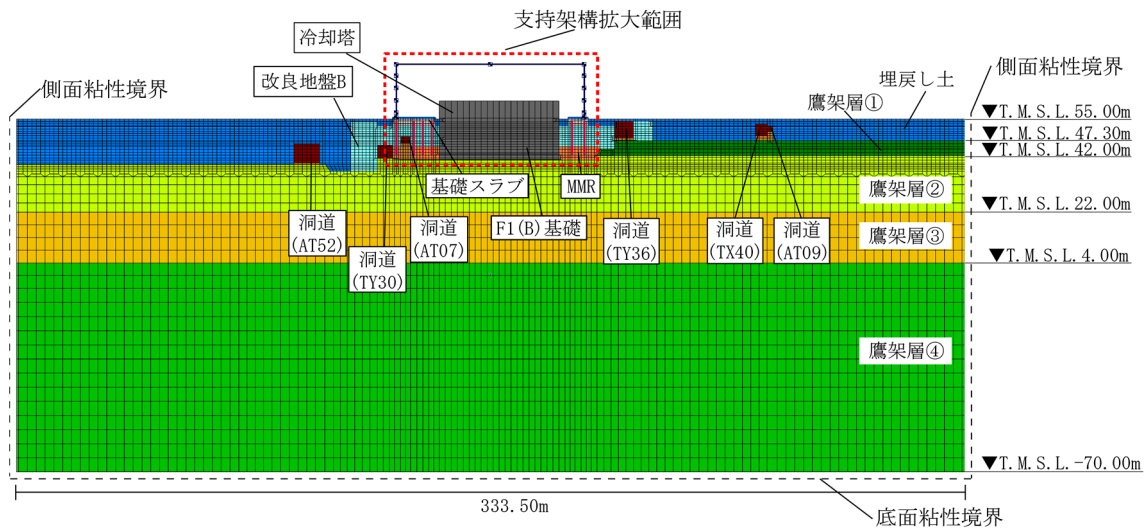 支持架構拡大範囲
冷却塔
改良地盤B
側面粘性境界
側面粘性境界
埋戻し土
鷹架層①
▼T.M.S.L.55.00m
▼T.M.S.L.47.30m
▼T.M.S.L.42.00m
基礎スラブ
MMR
鷹架層②
▼T.M.S.L.22.00m
洞道
(AT52)
洞道
(TY30)
洞道
(AT07)
F1(B)基礎
洞道
(TY36)
洞道
(TX40)
洞道
(AT09)
鷹架層③
▼T.M.S.L.4.00m
鷹架層④
▼T.M.S.L.-70.00m
333.50m
底面粘性境界